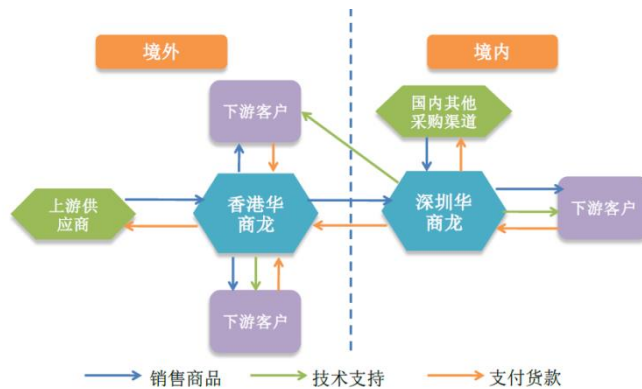 境外
境内
下游客户
国内其他
采购渠道
上游供
应商
香港华
商龙
深圳华
商龙
下游客户
下游客户
销售商品
技术支持
支付货款